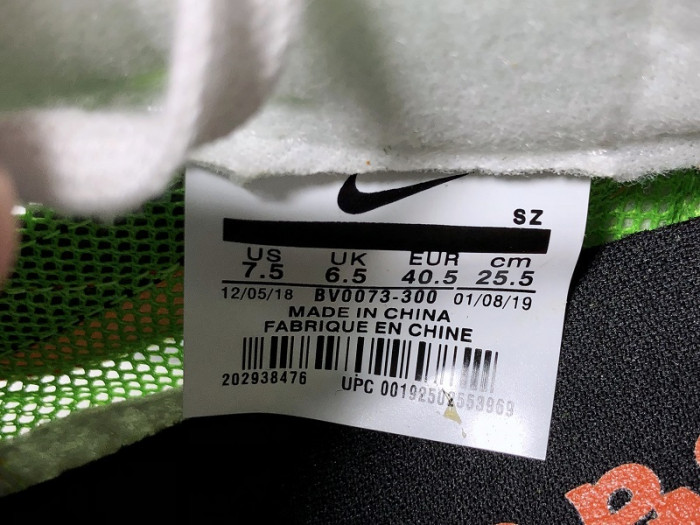 SZ
US UK EUR cm
7.5 6.5 40.5 25.5
12/05/18 BV0073-300 01/08/19
MADE IN CHINA
FABRIQUE EN CHINE
202938476 UPC 00192502553969